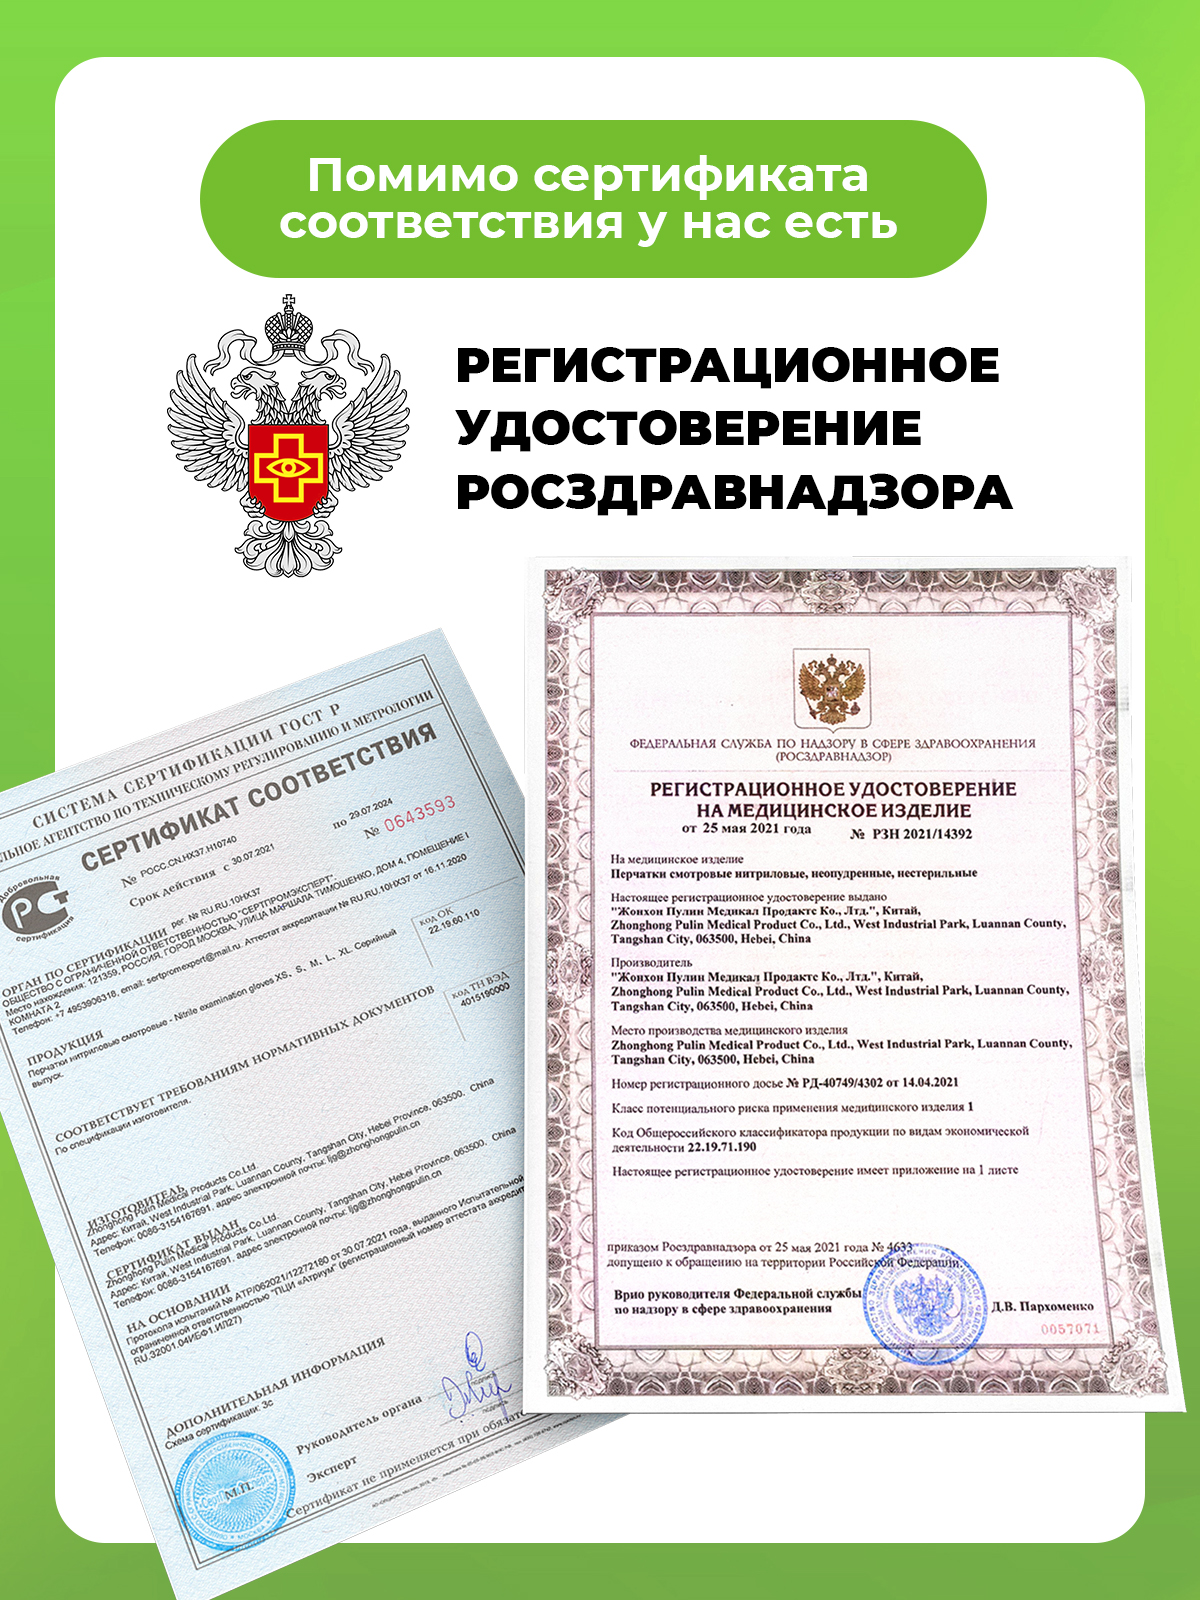 Помимо сертификата
соответствия у нас есть
РЕГИСТРАЦИОННОЕ
УДОСТОВЕРЕНИЕ
РОСЗДРАВНАДЗОРА
СИСТЕМА СЕРТИФИКАЦИИ ГОСТ Р
АГЕНТСТВО ПО ТЕХНИЧЕСКОМУ РЕГУЛИРОВАНИЮ И МЕТРОЛОГИИ
СЕРТИФИКАТ СООТВЕТСТВИЯ
№ РОСС.CN.НХ37.Н10740
Срок действия с 30.07.2021
по 29.07.2024
№ 0643593
Добровольная
РСТ
сертификация
ОРГАН ПО СЕРТИФИКАЦИИ рег. № RU.RU.10НХ37
ОБЩЕСТВО С ОГРАНИЧЕННОЙ ОТВЕТСТВЕННОСТЬЮ "СЕРТПРОМЭКСПЕРТ".
Место нахождения: 121359, РОССИЯ, ГОРОД МОСКВА, УЛИЦА МАРШАЛА ТИМОШЕНКО, ДОМ 4, ПОМЕЩЕНИЕ I
КОМНАТА 2
Телефон: +7 4953906318, email: sertpromexpert@mail.ru. Аттестат аккредитации № RU.RU.10НХ37 от 16.11.2020
ПРОДУКЦИЯ
Перчатки нитриловые смотровые - Nitrile examination gloves XS, S, M, L, XL. Серийный
выпуск.
код ОК
22.19.60.110
СООТВЕТСТВУЕТ ТРЕБОВАНИЯМ НОРМАТИВНЫХ ДОКУМЕНТОВ
По спецификации изготовителя.
код ТН ВЭД
4015190000
ИЗГОТОВИТЕЛЬ
Zhonghong Pulin Medical Products Co.Ltd.
Адрес: Китай, West Industrial Park, Luannan County, Tangshan City, Hebei Province, 063500, China
Телефон: 0086-3154167691, адрес электронной почты: ljg@zhonghongpulin.cn
СЕРТИФИКАТ ВЫДАН
Zhonghong Pulin Medical Products Co.Ltd.
Адрес: Китай, West Industrial Park, Luannan County, Tangshan City, Hebei Province, 063500, China
Телефон: 0086-3154167691, адрес электронной почты: ljg@zhonghongpulin.cn
НА ОСНОВАНИИ
Протокола испытаний № АТР/062021/12272180 от 30.07.2021 года, выданного Испытательной
ограниченной ответственностью "ПЦИ «Атриум" (регистрационный номер аттестата
RU.32001.04ИБФ1.ИЛ27)
ДОПОЛНИТЕЛЬНАЯ ИНФОРМАЦИЯ
Схема сертификации: 3с
М.П.
Руководитель органа
подпись
Эксперт
подпись
Сертификат не применяется при
ФЕДЕРАЛЬНАЯ СЛУЖБА ПО НАДЗОРУ В СФЕРЕ ЗДРАВООХРАНЕНИЯ
(РОСЗДРАВНАДЗОР)
РЕГИСТРАЦИОННОЕ УДОСТОВЕРЕНИЕ
НА МЕДИЦИНСКОЕ ИЗДЕЛИЕ
от 25 мая 2021 года № РЗН 2021/14392
На медицинское изделие
Перчатки смотровые нитриловые, неопудренные, нестерильные
Настоящее регистрационное удостоверение выдано
"Жонхон Пулин Медикал Продактс Ко., Лтд.", Китай,
Zhonghong Pulin Medical Product Co., Ltd., West Industrial Park, Luannan County,
Tangshan City, 063500, Hebei, China
Производитель
"Жонхон Пулин Медикал Продактс Ко., Лтд.", Китай,
Zhonghong Pulin Medical Product Co., Ltd., West Industrial Park, Luannan County,
Tangshan City, 063500, Hebei, China
Место производства медицинского изделия
Zhonghong Pulin Medical Product Co., Ltd., West Industrial Park, Luannan County,
Tangshan City, 063500, Hebei, China
Номер регистрационного досье № РД-40749/4302 от 14.04.2021
Класс потенциального риска применения медицинского изделия 1
Код Общероссийского классификатора продукции по видам экономической
деятельности 22.19.71.190
Настоящее регистрационное удостоверение имеет приложение на 1 листе
приказом Росздравнадзора от 25 мая 2021 года № 4633
допущено к обращению на территории Российской Федерации.
Врио руководителя Федеральной службы
по надзору в сфере здравоохранения
Д.В. Пархоменко
0057071